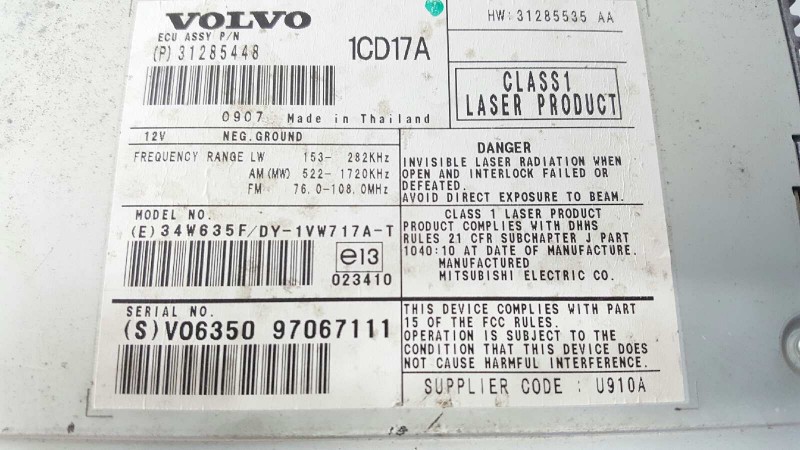 VOLVO
ECU ASSY P/N
(P) 31285448
1CD17A
0907 Made in Thailand
HW: 31285535 AA
CLASS1
LASER PRODUCT
12V NEG.GROUND
FREQUENCY RANGE LW 153- 282KHz
AM(MW) 522-1720KHz
FM 76.0-108.0MHz
DANGER
INVISIBLE LASER RADIATION WHEN
OPEN AND INTERLOCK FAILED OR
DEFEATED.
AVOID DIRECT EXPOSURE TO BEAM.
MODEL NO.
(E) 34W635F/DY-1VW717A-T
e13
023410
CLASS 1 LASER PRODUCT
PRODUCT COMPLIES WITH DHHS
RULES 21 CFR SUBCHAPTER J PART
1040:10 AT DATE OF MANUFACTURE.
MANUFACTURED
MITSUBISHI ELECTRIC CO.
SERIAL NO.
(S) V06350 97067111
THIS DEVICE COMPLIES WITH PART
15 OF THE FCC RULES.
OPERATION IS SUBJECT TO THE
CONDITION THAT THIS DEVICE DOES
NOT CAUSE HARMFUL INTERFERENCE.
SUPPLIER CODE : U910A